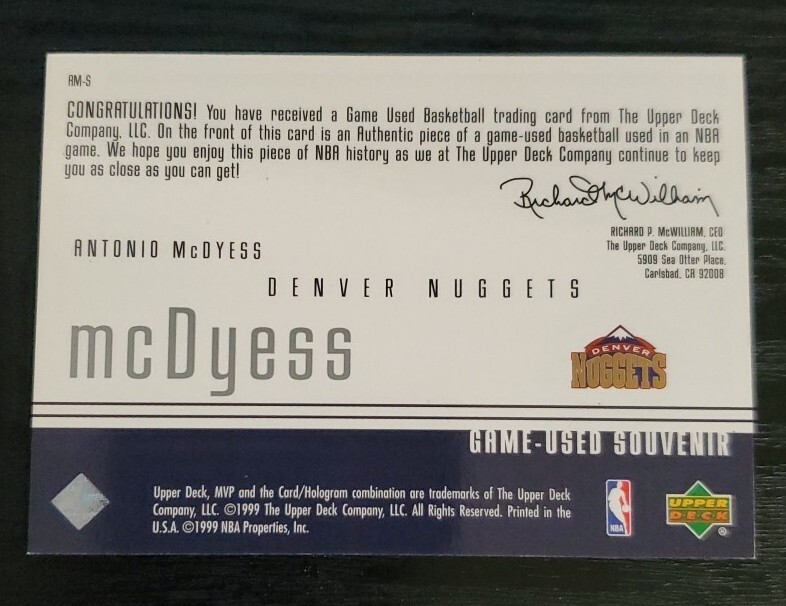 AM-S
CONGRATULATIONS! You have received a Game Used Basketball trading card from The Upper Deck
Company, LLC. On the front of this card is an Authentic piece of a game-used basketball used in an NBA
game. We hope you enjoy this piece of NBA history as we at The Upper Deck Company continue to keep
you as close as you can get!
Richard McWilliam
RICHARD P. McWILLIAM, CEO
The Upper Deck Company, LLC.
5909 Sea Otter Place,
Carlsbad, CA 92008
ANTONIO McDYESS
DENVER NUGGETS
mcDyess
DENVER
NUGGETS
GAME-USED SOUVENIR
Upper Deck, MVP and the Card/Hologram combination are trademarks of The Upper Deck
Company, LLC. ©1999 The Upper Deck Company, LLC. All Rights Reserved. Printed in the
U.S.A. ©1999 NBA Properties, Inc.
NBA
UPPER
DECK
®